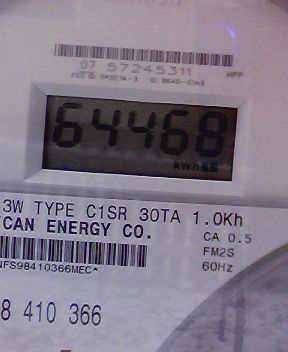 07 57245311 HPP
64468
kWh
3W TYPE C1SR 30TA 1.0Kh
CAN ENERGY CO.
CA 0.5
FM2S
60Hz
NFS98410366MEC*
8 410 366